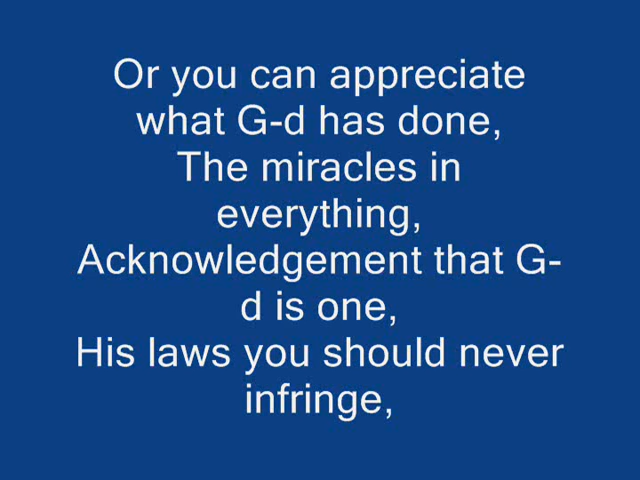 Or you can appreciate
what G-d has done,
The miracles in
everything,
Acknowledgement that G-
d is one,
His laws you should never
infringe,